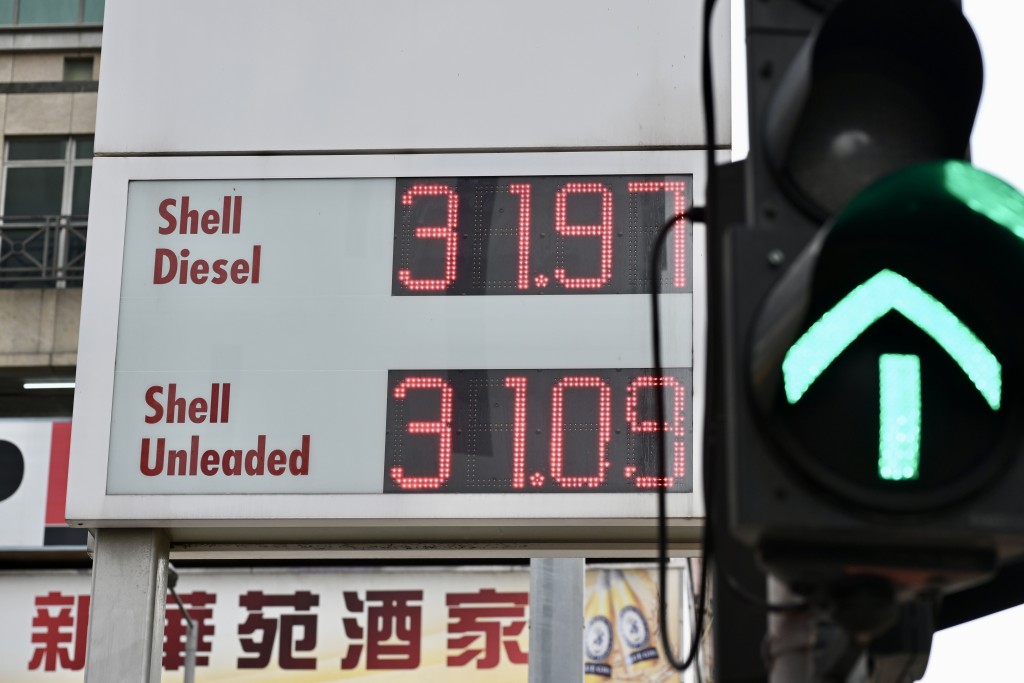 Shell
Diesel
31.97
Shell
Unleaded
31.09
新華苑酒家